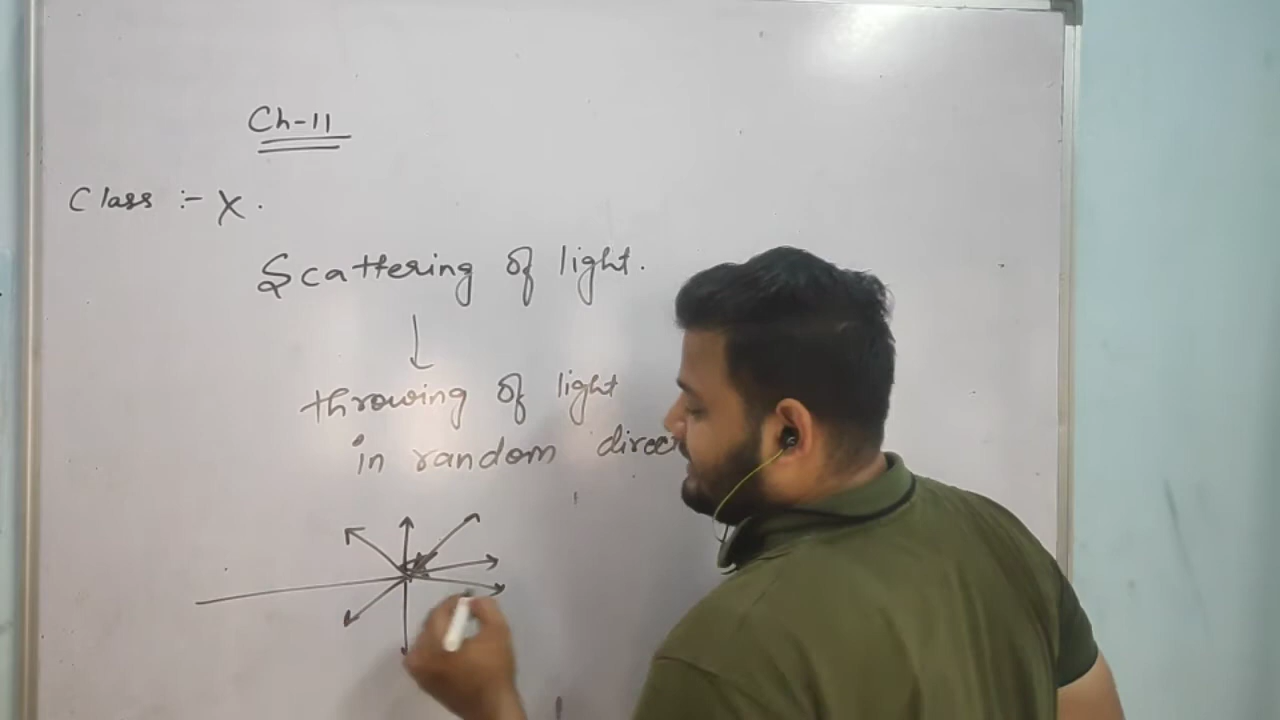 Ch-11
Class :- X.
Scattering of light.
throwing of light
in random direc